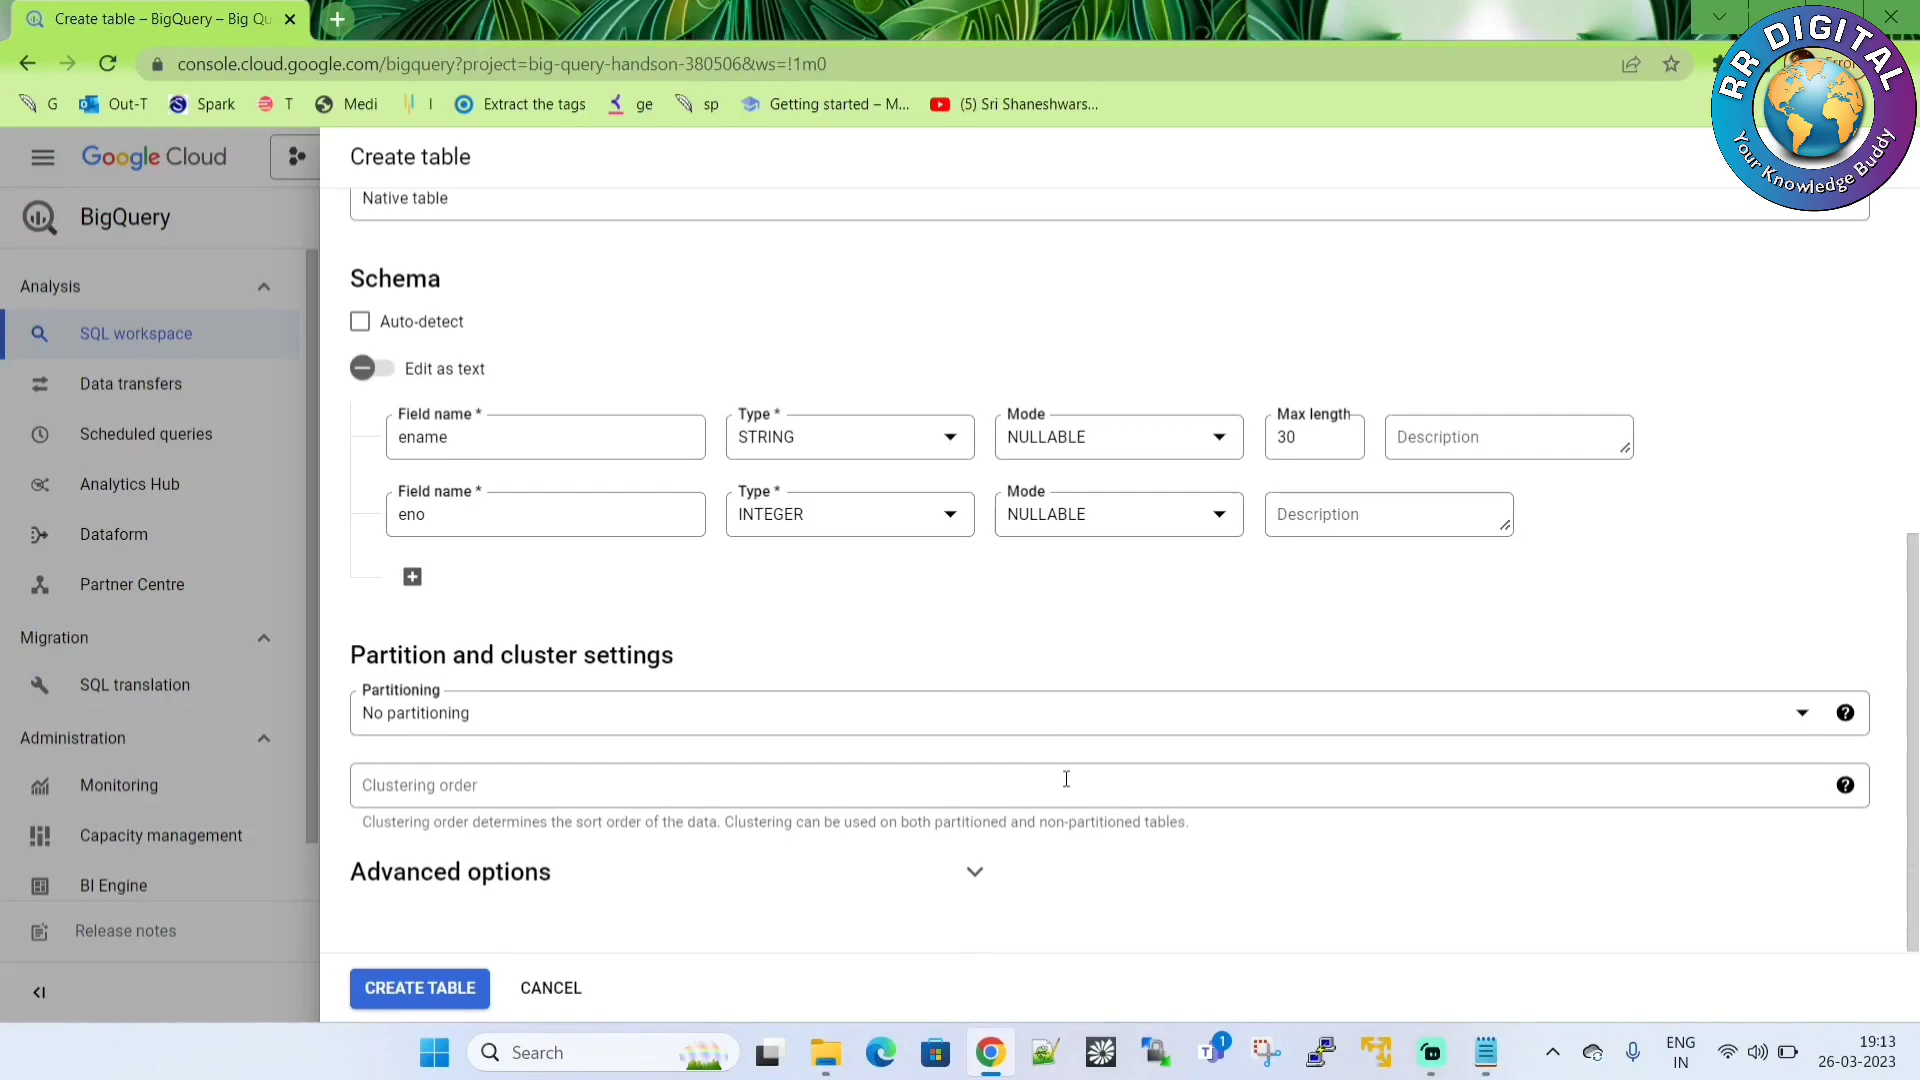 Create table – BigQuery – Big Qu
console.cloud.google.com/bigquery?project=big-query-handson-380506&ws=!1m0
G Out-T Spark T Medi I Extract the tags ge sp Getting started – M... (5) Sri Shaneshwars...
RR DIGITAL
Your Knowledge Buddy
Google Cloud
Create table
BigQuery
Native table
Analysis
SQL workspace
Data transfers
Scheduled queries
Analytics Hub
Dataform
Partner Centre
Migration
SQL translation
Administration
Monitoring
Capacity management
BI Engine
Release notes
Schema
Auto-detect
Edit as text
Field name * Type * Mode Max length
ename STRING NULLABLE 30 Description
Field name * Type * Mode
eno INTEGER NULLABLE Description
Partition and cluster settings
Partitioning
No partitioning
Clustering order
Clustering order determines the sort order of the data. Clustering can be used on both partitioned and non-partitioned tables.
Advanced options
CREATE TABLE CANCEL
Search
1
ENG
IN
19:13
26-03-2023